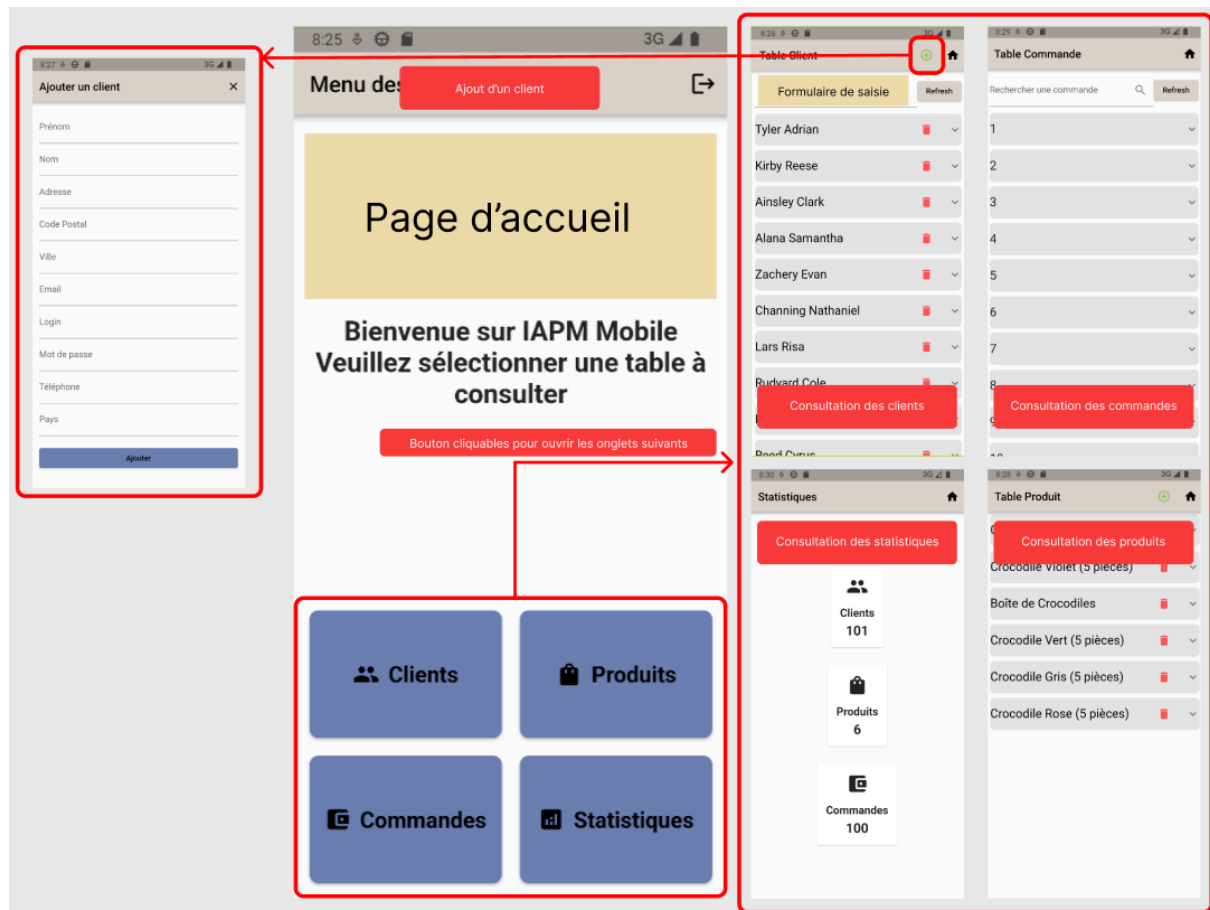 8:27
3G
Ajouter un client
Prénom
Nom
Adresse
Code Postal
Ville
Email
Login
Mot de passe
Téléphone
Pays
Ajouter
8:25
3G
Menu des
Ajout d'un client
Page d'accueil
Bienvenue sur IAPM Mobile
Veuillez sélectionner une table à
consulter
Bouton cliquables pour ouvrir les onglets suivants
Clients
Produits
Commandes
Statistiques
8:26
3G
Table Client
Formulaire de saisie
Refresh
Tyler Adrian
Kirby Reese
Ainsley Clark
Alana Samantha
Zachery Evan
Channing Nathaniel
Lars Risa
Rudyard Cole
Consultation des clients
Reed Cyrus
8:29
3G
Table Commande
Rechercher une commande
Refresh
1
2
3
4
5
6
7
8
Consultation des commandes
9
10
8:30
3G
Statistiques
Consultation des statistiques
Clients
101
Produits
6
Commandes
100
8:28
3G
Table Produit
Consultation des produits
Crocodile Violet (5 pièces)
Boîte de Crocodiles
Crocodile Vert (5 pièces)
Crocodile Gris (5 pièces)
Crocodile Rose (5 pièces)